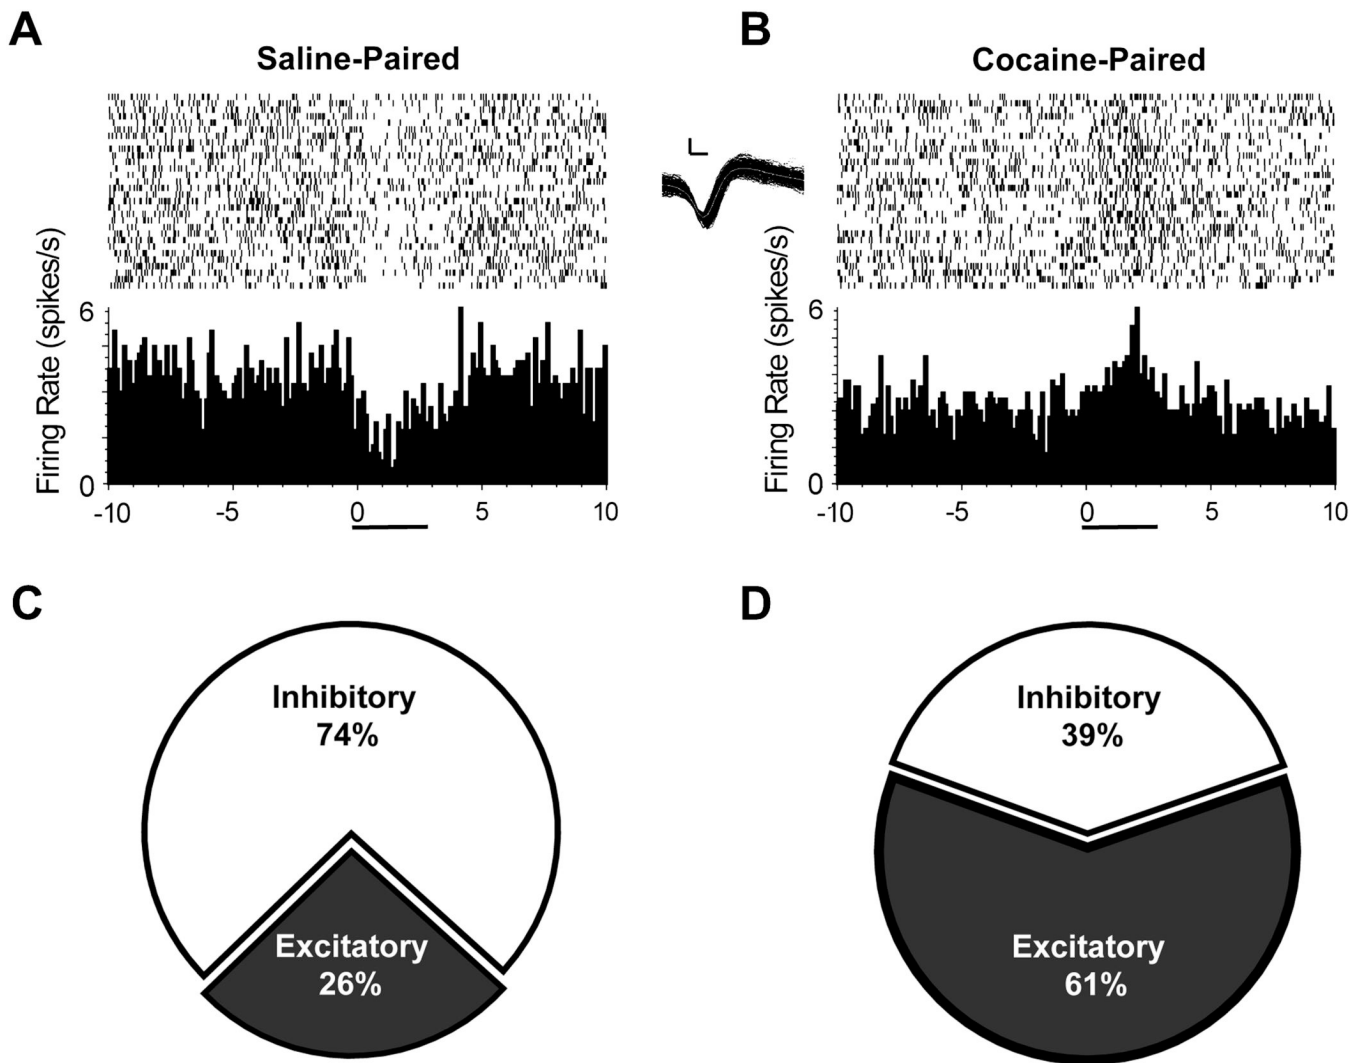 A
Saline-Paired
Firing Rate (spikes/s)
6
0
-10 -5 0 5 10
B
Cocaine-Paired
Firing Rate (spikes/s)
6
0
-10 -5 0 5 10
C
Inhibitory
74%
Excitatory
26%
D
Inhibitory
39%
Excitatory
61%